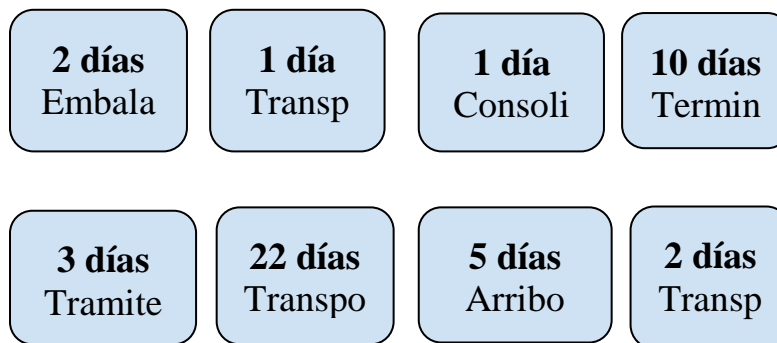 2 días
Embala
1 día
Transp
1 día
Consoli
10 días
Termin
3 días
Tramite
22 días
Transpo
5 días
Arribo
2 días
Transp